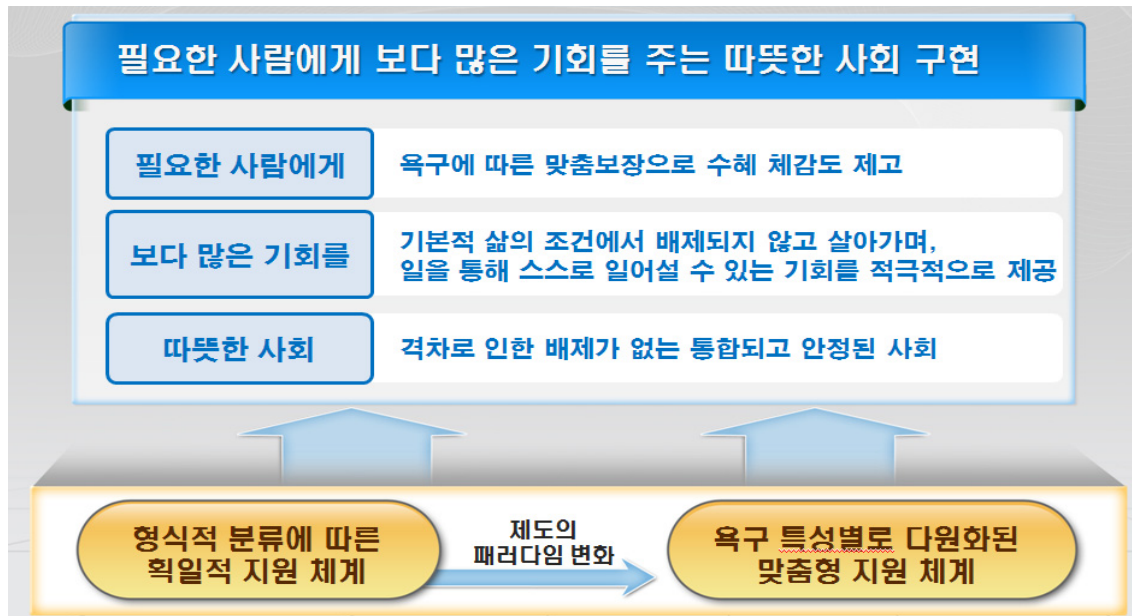 필요한 사람에게 보다 많은 기회를 주는 따뜻한 사회 구현
필요한 사람에게
욕구에 따른 맞춤보장으로 수혜 체감도 제고
보다 많은 기회를
기본적 삶의 조건에서 배제되지 않고 살아가며,
일을 통해 스스로 일어설 수 있는 기회를 적극적으로 제공
따뜻한 사회
격차로 인한 배제가 없는 통합되고 안정된 사회
형식적 분류에 따른
획일적 지원 체계
제도의
패러다임 변화
욕구 특성별로 다원화된
맞춤형 지원 체계